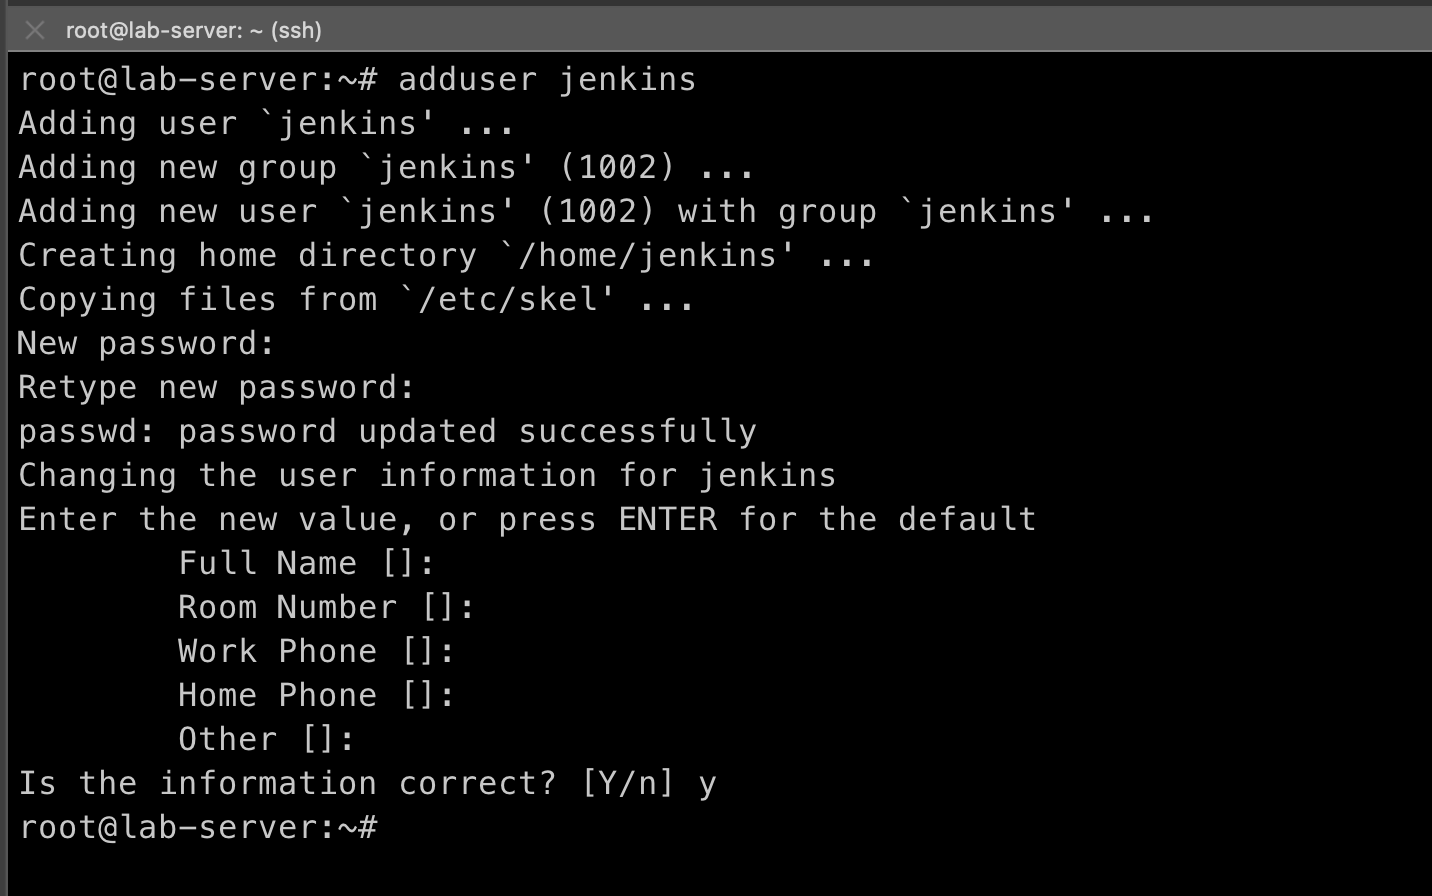 root@lab-server: ~ (ssh)
root@lab-server:~# adduser jenkins
Adding user `jenkins' ...
Adding new group `jenkins' (1002) ...
Adding new user `jenkins' (1002) with group `jenkins' ...
Creating home directory `/home/jenkins' ...
Copying files from `/etc/skel' ...
New password:
Retype new password:
passwd: password updated successfully
Changing the user information for jenkins
Enter the new value, or press ENTER for the default
        Full Name []:
        Room Number []:
        Work Phone []:
        Home Phone []:
        Other []:
Is the information correct? [Y/n] y
root@lab-server:~#